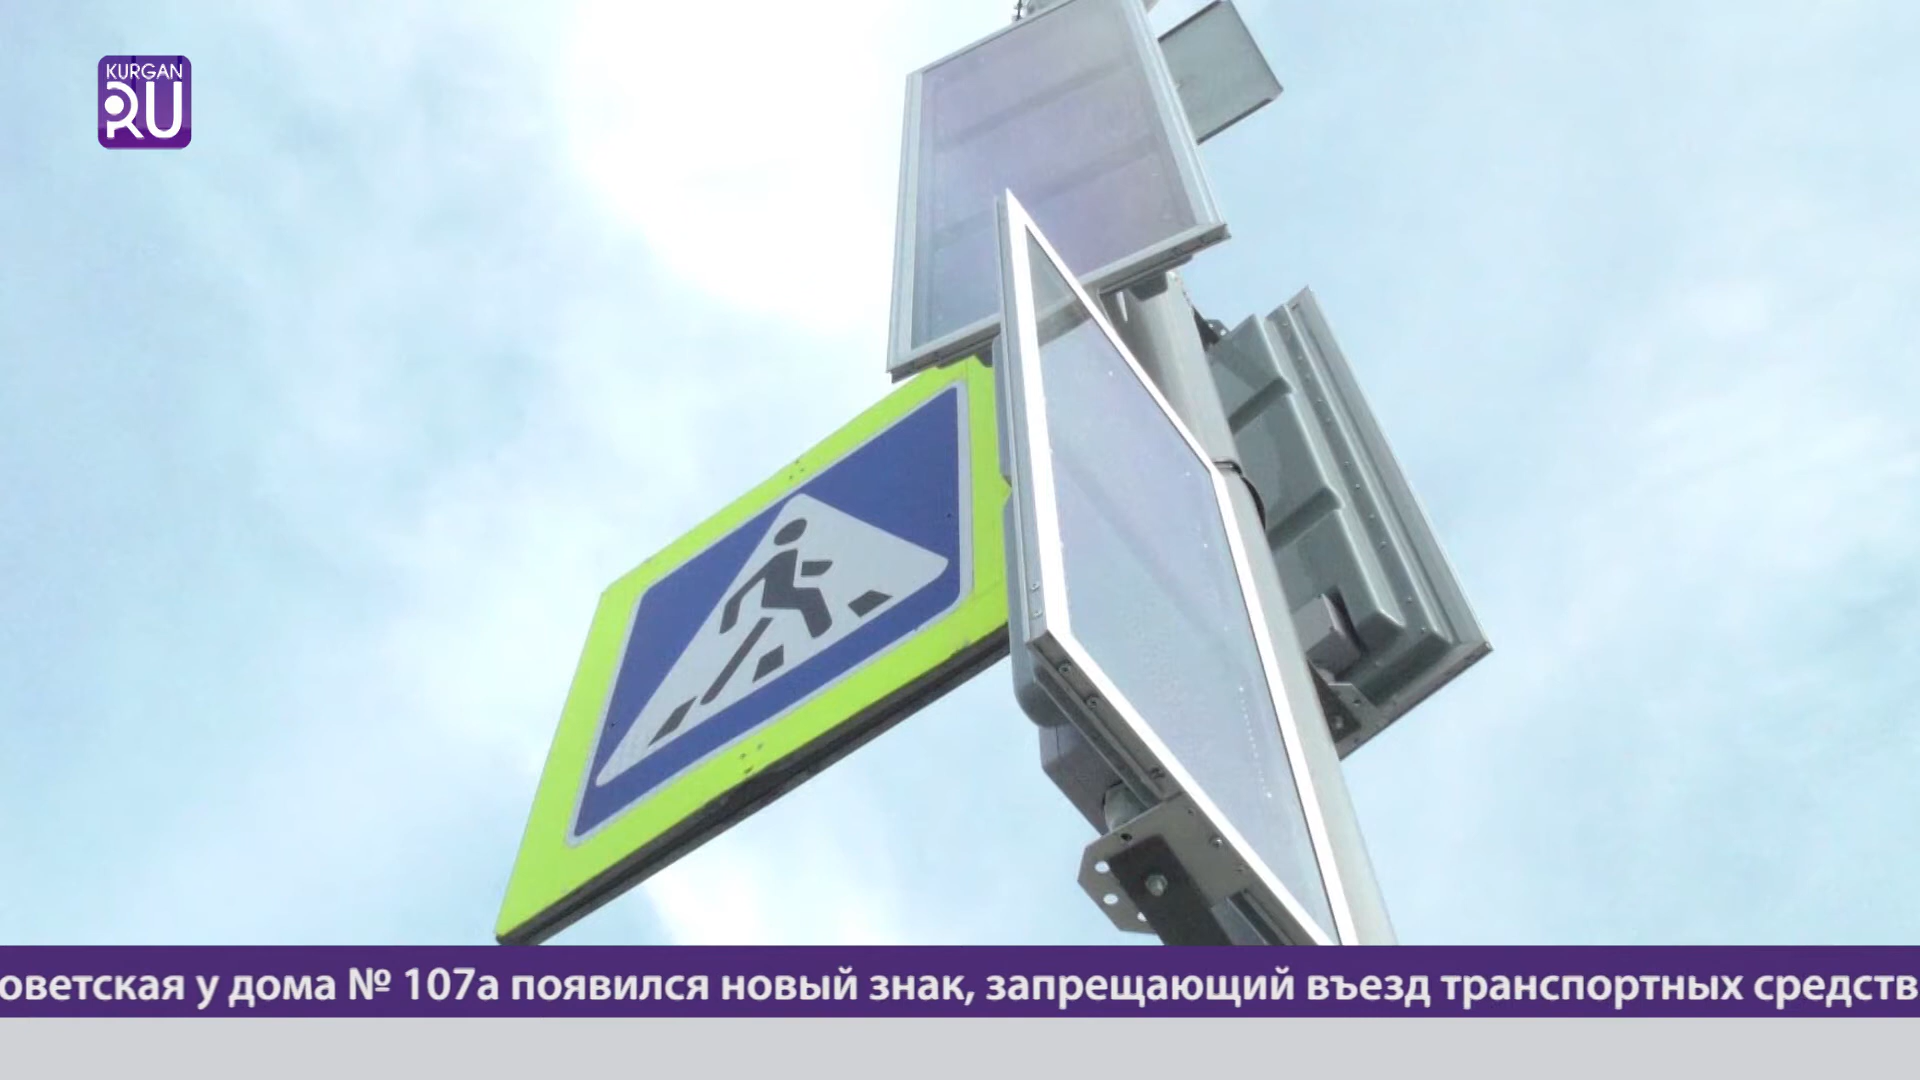 KURGAN
RU
оветская у дома № 107а появился новый знак, запрещающий въезд транспортных средств